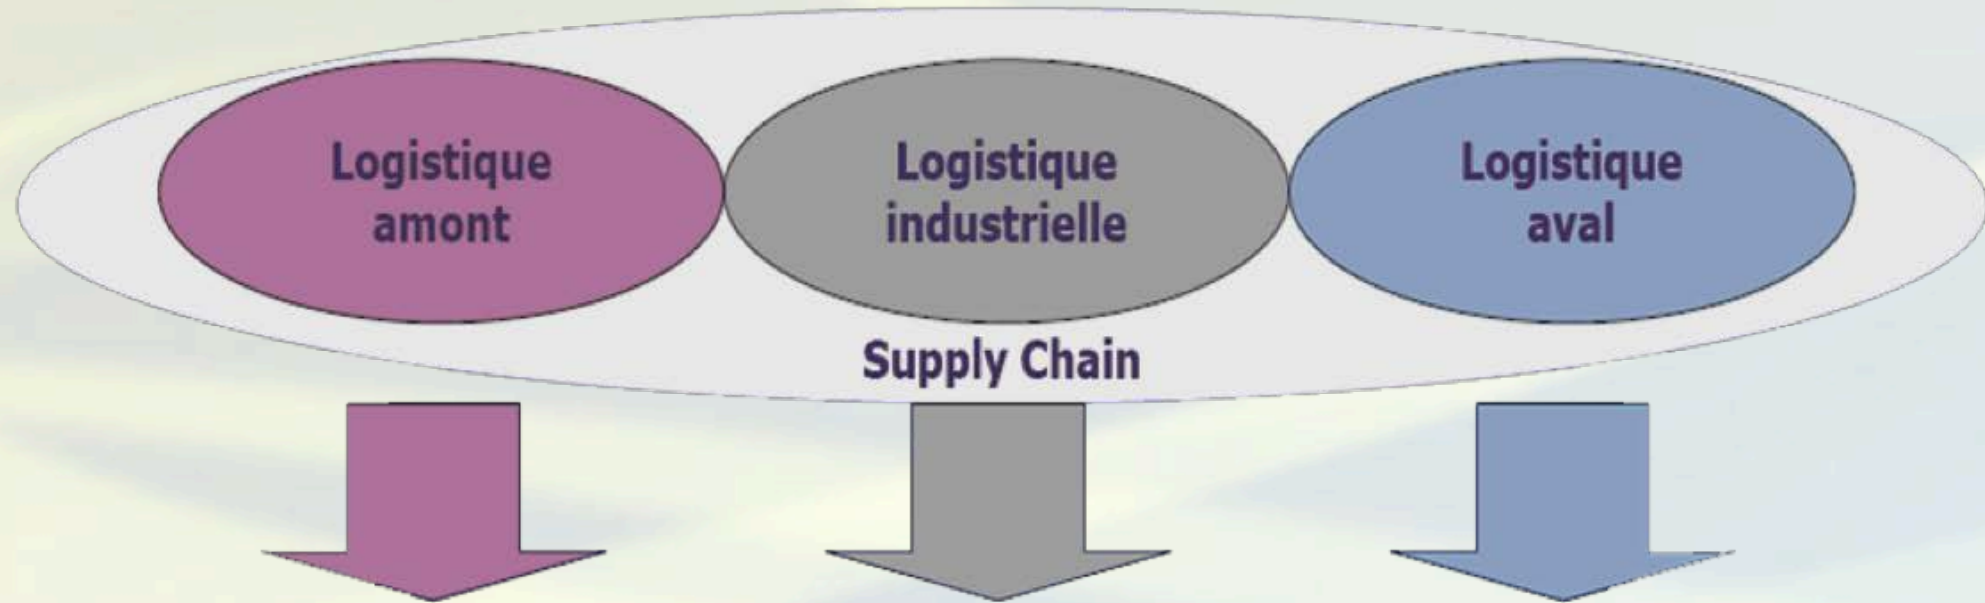 Logistique
amont
Logistique
industrielle
Logistique
aval
Supply Chain